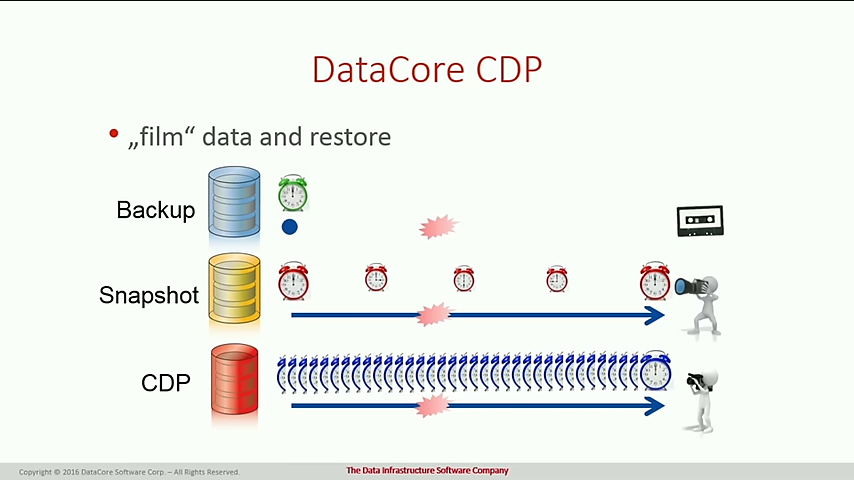 DataCore CDP
• „film“ data and restore
Backup
Snapshot
CDP
Copyright © 2016 DataCore Software Corp. – All Rights Reserved.
The Data Infrastructure Software Company